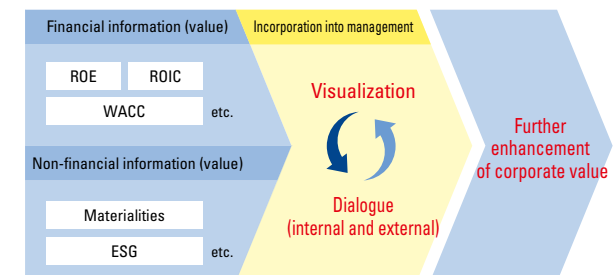 Financial information (value)
ROE
ROIC
WACC
etc.
Non-financial information (value)
Materialities
ESG
etc.
Incorporation into management
Visualization
Dialogue
(internal and external)
Further
enhancement
of corporate value